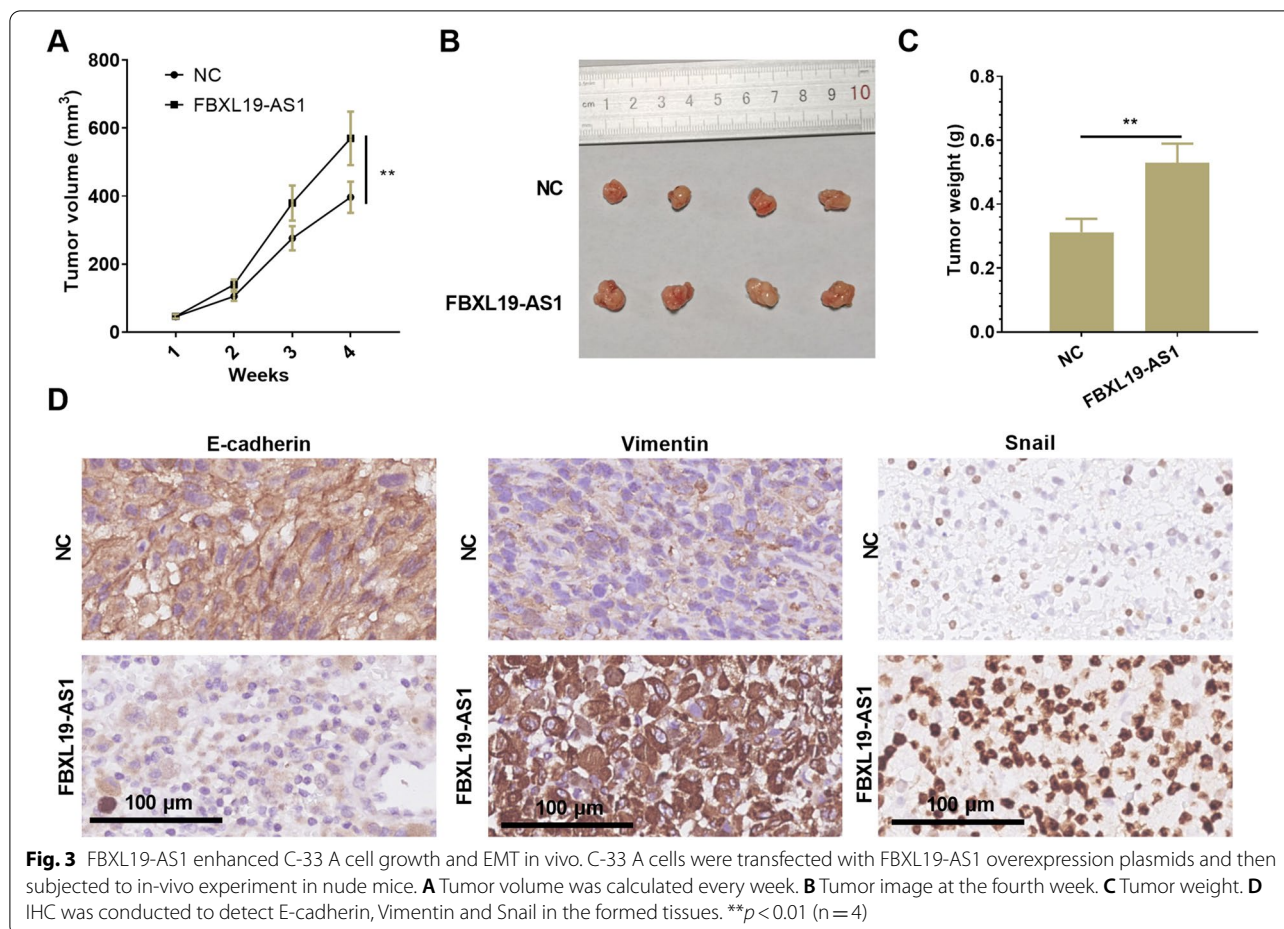 A
800
600
400
200
0
Tumor volume (mm³)
NC
FBXL19-AS1
**
1 2 3 4
Weeks
B
cm 1 2 3 4 5 6 7 8 9 10
NC
FBXL19-AS1
C
0.8
0.6
0.4
0.2
0.0
Tumor weight (g)
**
NC
FBXL19-AS1
D
E-cadherin Vimentin Snail
NC NC NC
FBXL19-AS1 FBXL19-AS1 FBXL19-AS1
100 µm 100 µm 100 µm
Fig. 3 FBXL19-AS1 enhanced C-33 A cell growth and EMT in vivo. C-33 A cells were transfected with FBXL19-AS1 overexpression plasmids and then
subjected to in-vivo experiment in nude mice. A Tumor volume was calculated every week. B Tumor image at the fourth week. C Tumor weight. D
IHC was conducted to detect E-cadherin, Vimentin and Snail in the formed tissues. **p < 0.01 (n = 4)